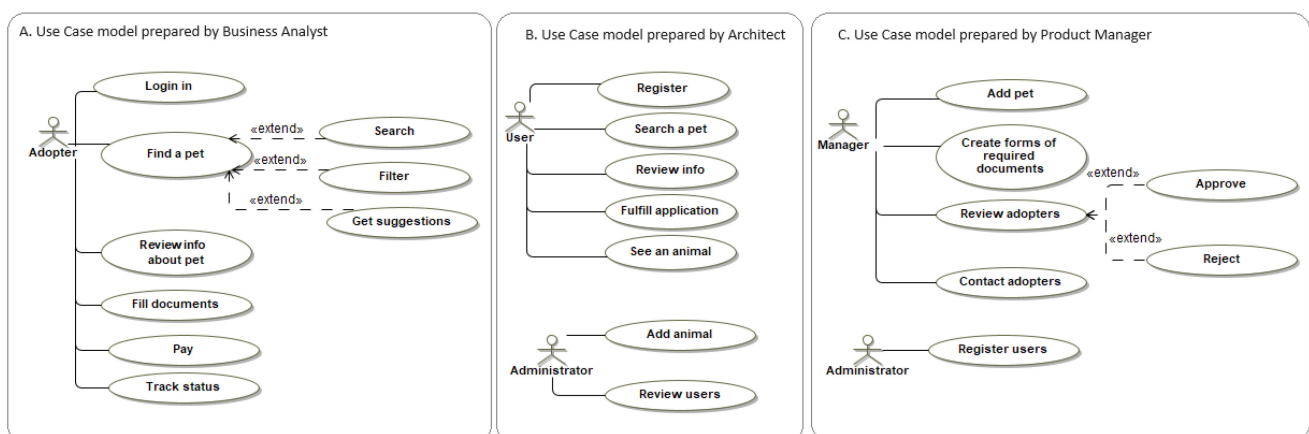 A. Use Case model prepared by Business Analyst
Login in
Adopter
Find a pet
«extend»
Search
«extend»
Filter
«extend»
Get suggestions
Review info
about pet
Fill documents
Pay
Track status
B. Use Case model prepared by Architect
Register
User
Search a pet
Review info
Fulfill application
See an animal
Add animal
Administrator
Review users
C. Use Case model prepared by Product Manager
Add pet
Manager
Create forms of
required
documents
«extend»
Approve
Review adopters
«extend»
Reject
Contact adopters
Register users
Administrator